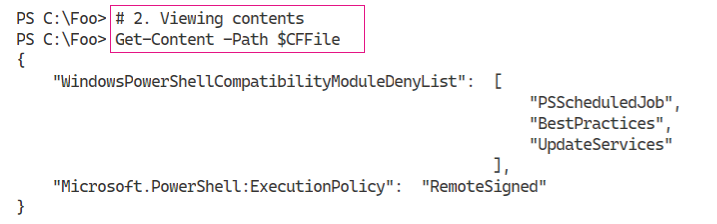 PS C:\Foo> # 2. Viewing contents
PS C:\Foo> Get-Content -Path $CFFile
{
"WindowsPowerShellCompatibilityModuleDenyList": [
"PSScheduledJob",
"BestPractices",
"UpdateServices"
],
"Microsoft.PowerShell:ExecutionPolicy": "RemoteSigned"
}